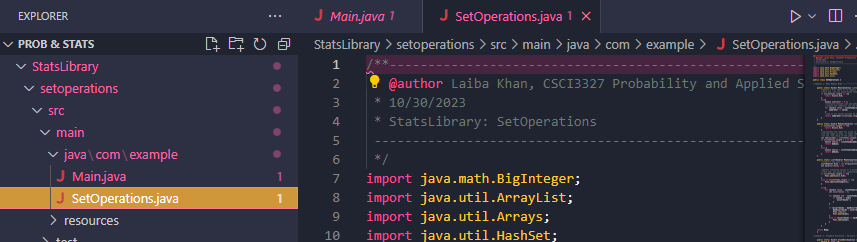 EXPLORER
PROB & STATS
StatsLibrary
setoperations
src
main
java\com\example
J Main.java 1
J SetOperations.java 1
resources
test
J Main.java 1
J SetOperations.java 1
StatsLibrary > setoperations > src > main > java > com > example > J SetOperations.java
1 /**------------------------------------------------------------
2 @author Laiba Khan, CSCI3327 Probability and Applied S
3 * 10/30/2023
4 * StatsLibrary: SetOperations
5 ------------------------------------------------------------
6 */
7 import java.math.BigInteger;
8 import java.util.ArrayList;
9 import java.util.Arrays;
10 import java.util.HashSet;